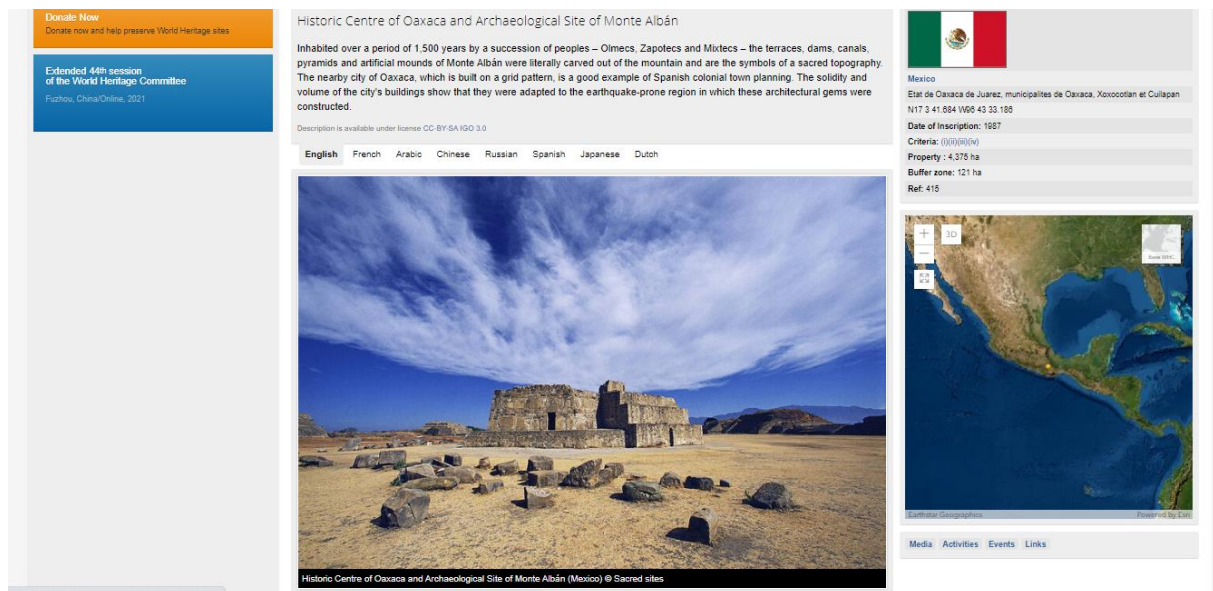 Donate Now
Donate now and help preserve World Heritage sites
Extended 44th session
of the World Heritage Committee
Fuzhou, China/Online, 2021
Historic Centre of Oaxaca and Archaeological Site of Monte Albán
Inhabited over a period of 1,500 years by a succession of peoples – Olmecs, Zapotecs and Mixtecs – the terraces, dams, canals,
pyramids and artificial mounds of Monte Albán were literally carved out of the mountain and are the symbols of a sacred topography.
The nearby city of Oaxaca, which is built on a grid pattern, is a good example of Spanish colonial town planning. The solidity and
volume of the city's buildings show that they were adapted to the earthquake-prone region in which these architectural gems were
constructed.
Description is available under license CC-BY-SA IGO 3.0
English French Arabic Chinese Russian Spanish Japanese Dutch
Historic Centre of Oaxaca and Archaeological Site of Monte Albán (Mexico) © Sacred sites
Mexico
Etat de Oaxaca de Juarez, municipalites de Oaxaca, Xoxocotlan et Cuilapan
N17 3 41.684 W96 43 33.186
Date of Inscription: 1987
Criteria: (i)(ii)(iii)(iv)
Property : 4,375 ha
Buffer zone: 121 ha
Ref: 415
+ 3D
−
Base WHC
Earthstar Geographics Powered by Esri
Media Activities Events Links